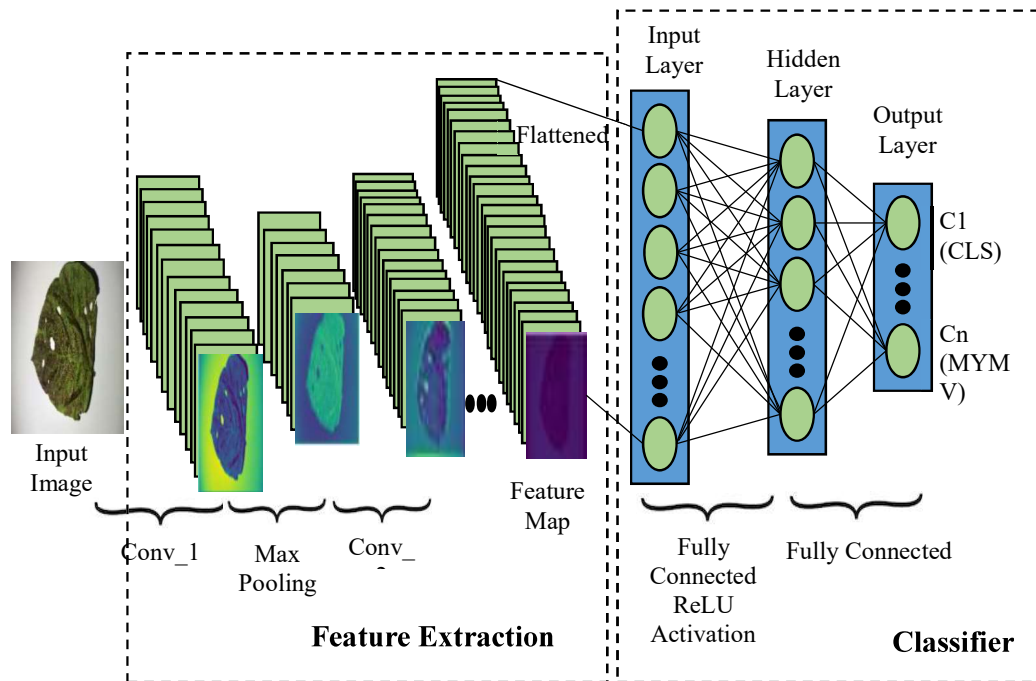 Input
Layer
Hidden
Layer
Output
Layer
Flattened
C1
(CLS)
Cn
(MYM
V)
Input
Image
Feature
Map
Conv_1
Max
Pooling
Conv_
Fully
Connected
ReLU
Activation
Fully Connected
Feature Extraction
Classifier